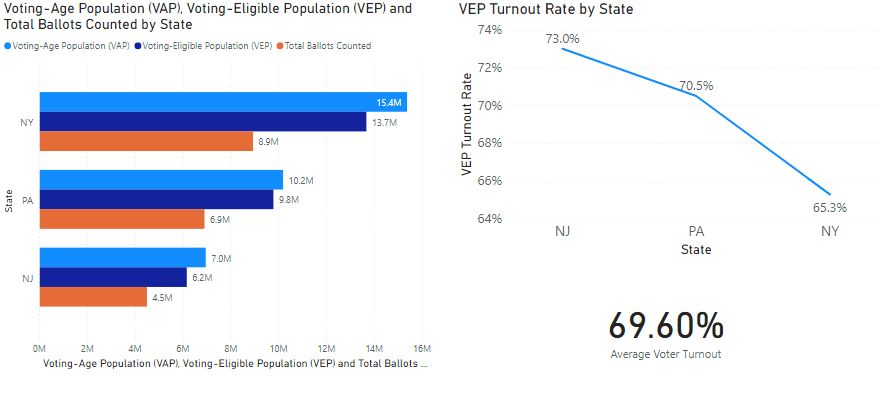 Voting-Age Population (VAP), Voting-Eligible Population (VEP) and
Total Ballots Counted by State
Voting-Age Population (VAP) Voting-Eligible Population (VEP) Total Ballots Counted
State
NY
15.4M
13.7M
8.9M
PA
10.2M
9.8M
6.9M
NJ
7.0M
6.2M
4.5M
0M 2M 4M 6M 8M 10M 12M 14M 16M
Voting-Age Population (VAP), Voting-Eligible Population (VEP) and Total Ballots ...
VEP Turnout Rate by State
VEP Turnout Rate
74%
72%
70%
68%
66%
64%
73.0%
70.5%
65.3%
NJ PA NY
State
69.60%
Average Voter Turnout